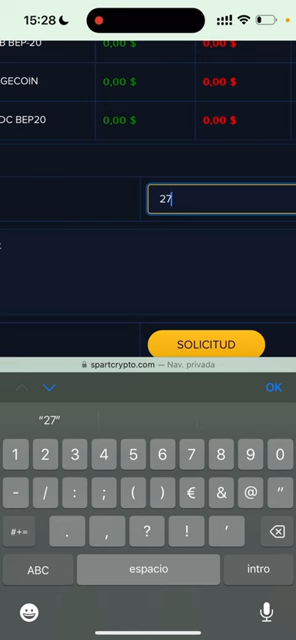 15:28
B BEP-20 0,00 $ 0,00 $
GECOIN 0,00 $ 0,00 $
DC BEP20 0,00 $ 0,00 $
27
SOLICITUD
spartcrypto.com — Nav. privada
OK
"27"
1 2 3 4 5 6 7 8 9 0
- / : ; ( ) € & @ "
#+= . , ? ! '
ABC espacio intro